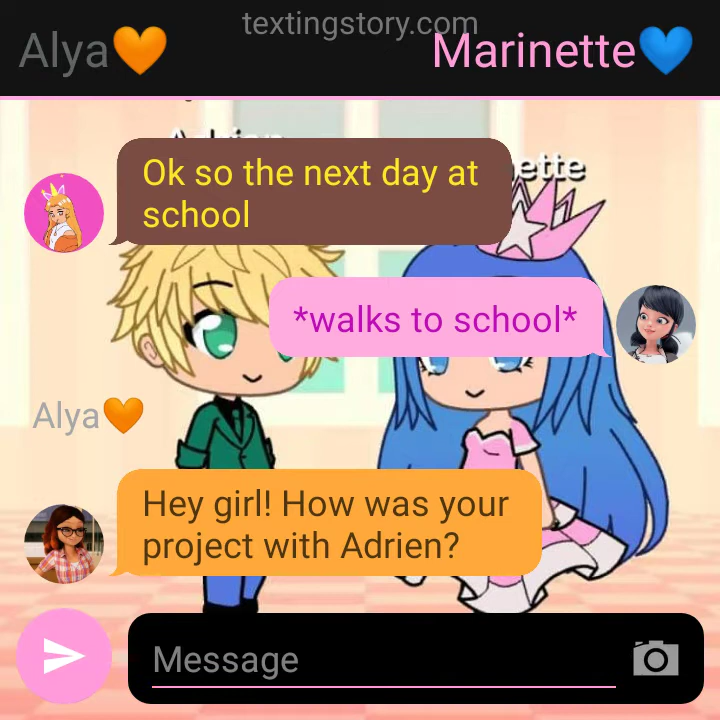 textingstory.com
Alya🧡
Marinette💙
ette
Ok so the next day at
school
*walks to school*
Alya🧡
Hey girl! How was your
project with Adrien?
Message